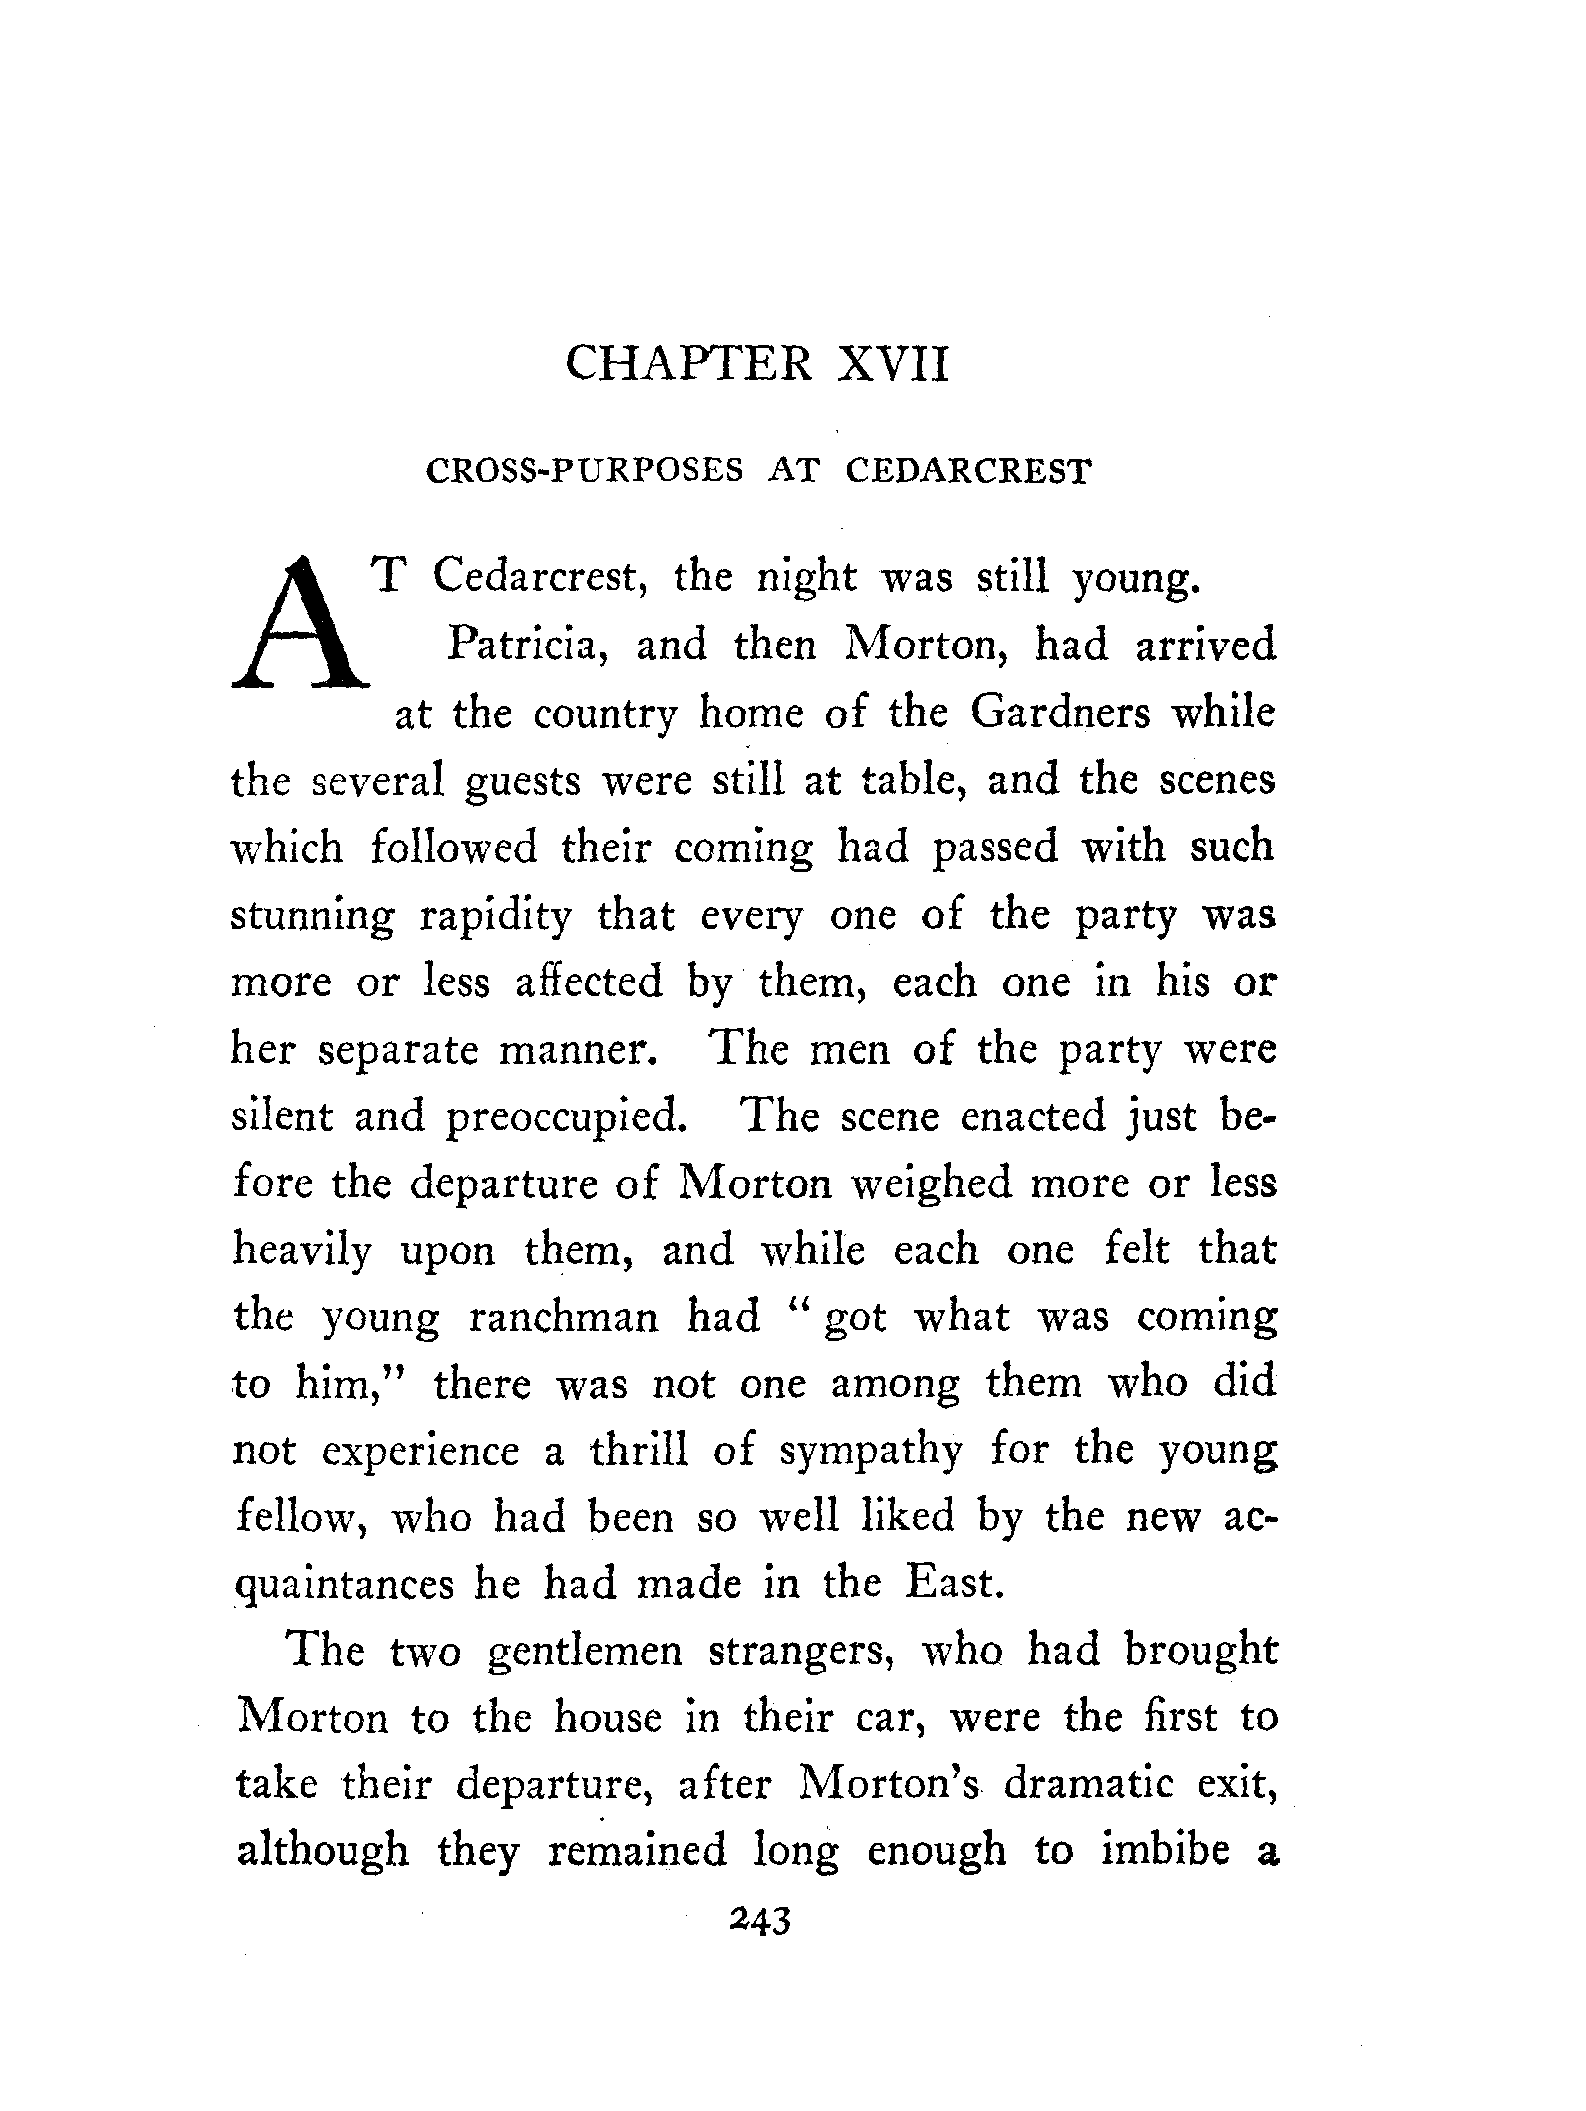 CHAPTER XVII
CROSS-PURPOSES AT CEDARCREST
AT Cedarcrest, the night was still young.
Patricia, and then Morton, had arrived
at the country home of the Gardners while
the several guests were still at table, and the scenes
which followed their coming had passed with such
stunning rapidity that every one of the party was
more or less affected by them, each one in his or
her separate manner. The men of the party were
silent and preoccupied. The scene enacted just be-
fore the departure of Morton weighed more or less
heavily upon them, and while each one felt that
the young ranchman had " got what was coming
to him," there was not one among them who did
not experience a thrill of sympathy for the young
fellow, who had been so well liked by the new ac-
quaintances he had made in the East.
The two gentlemen strangers, who had brought
Morton to the house in their car, were the first to
take their departure, after Morton's dramatic exit,
although they remained long enough to imbibe a
243